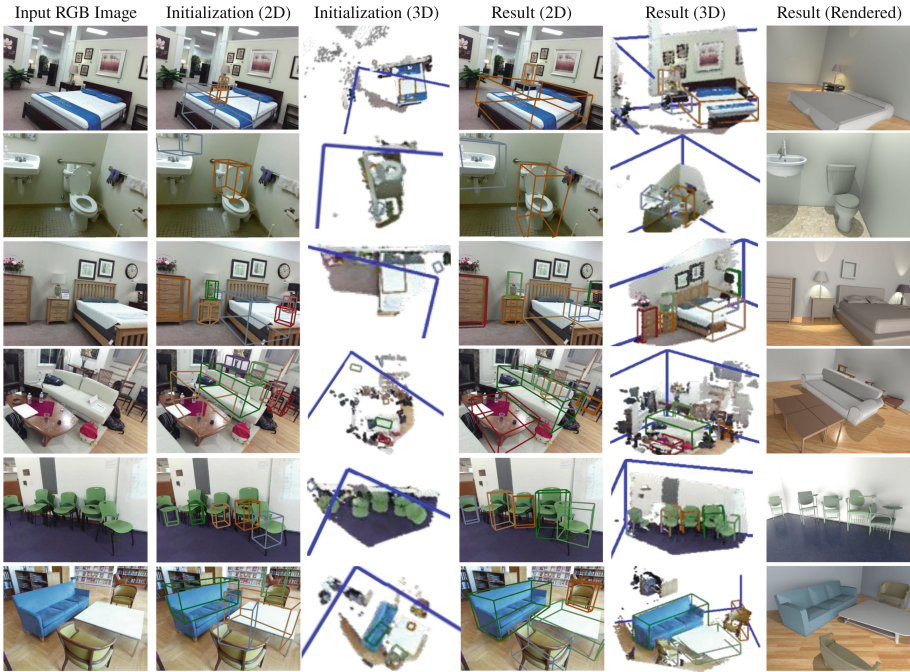 Input RGB Image
Initialization (2D)
Initialization (3D)
Result (2D)
Result (3D)
Result (Rendered)